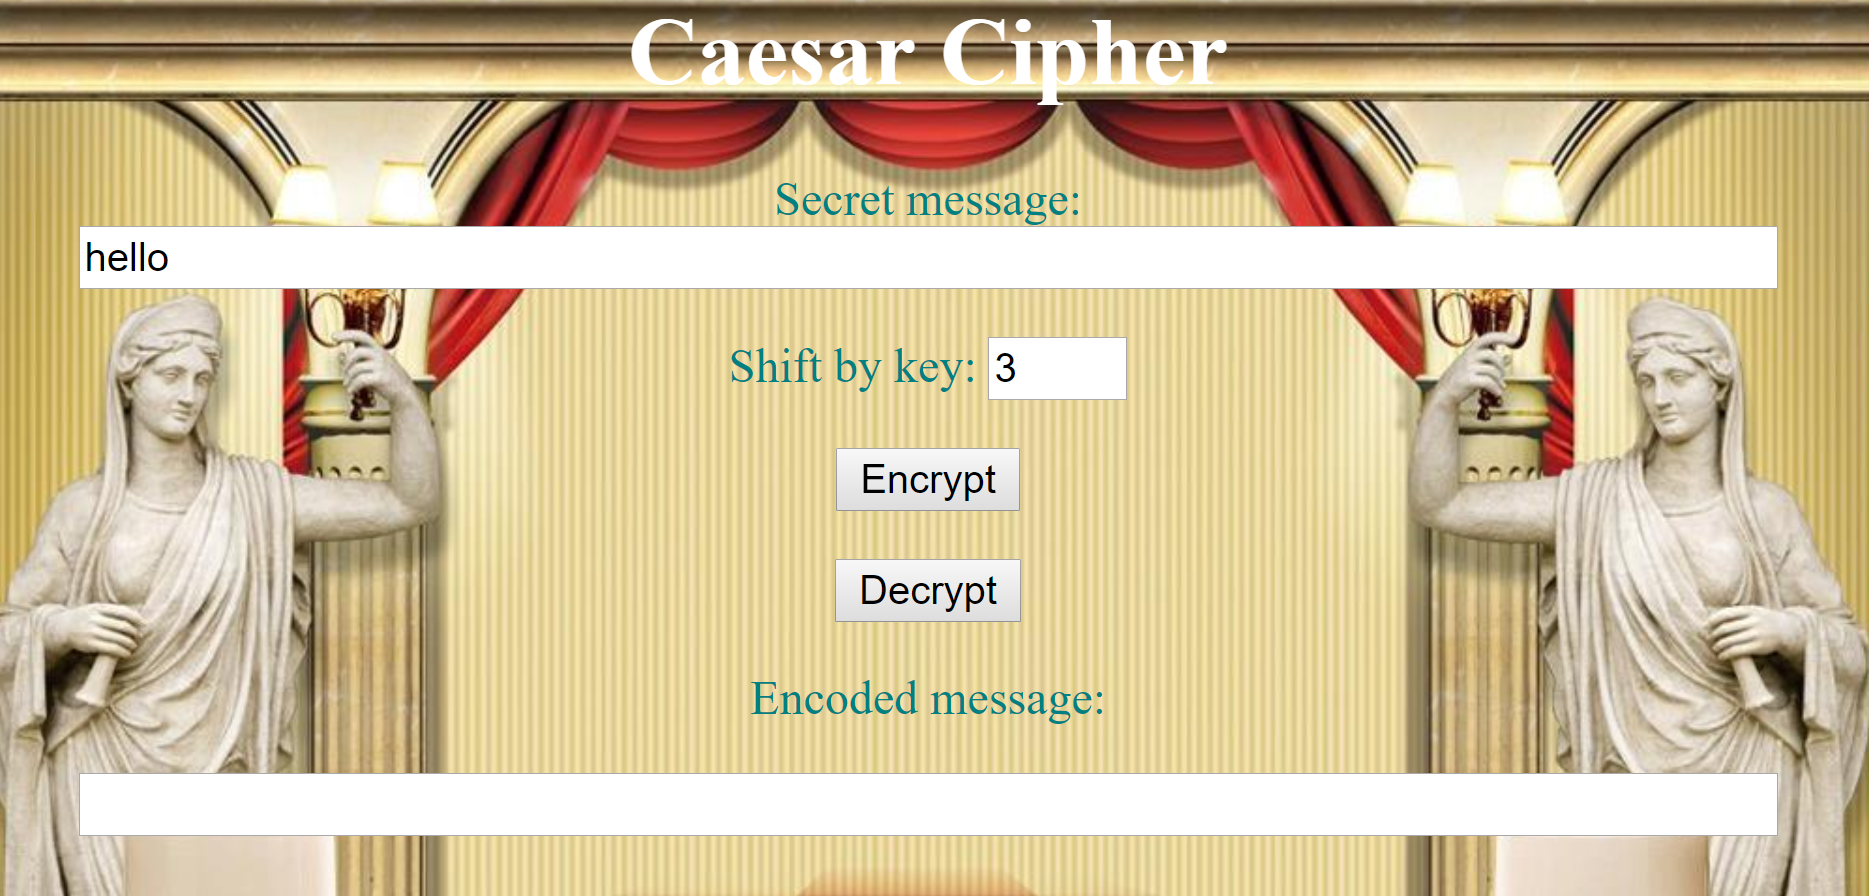 Caesar Cipher
Secret message:
hello
Shift by key: 3
Encrypt
Decrypt
Encoded message: